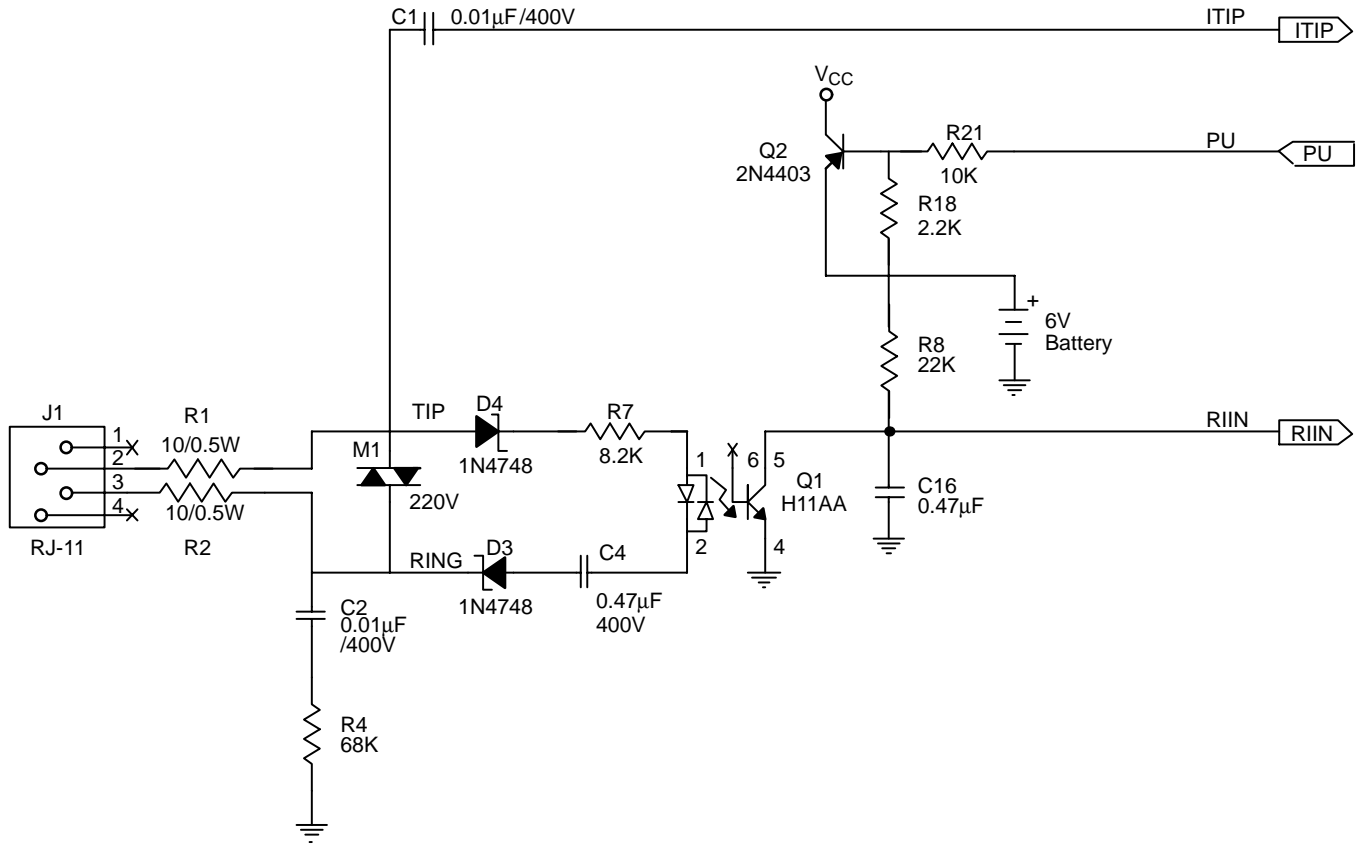 C1 0.01μF/400V
ITIP
ITIP
VCC
Q2
2N4403
R21
10K
PU
PU
R18
2.2K
+
6V
Battery
R8
22K
J1
1
2
3
4
RJ-11
R1
10/0.5W
10/0.5W
R2
TIP
M1
220V
D4
1N4748
R7
8.2K
1
2
6
5
4
Q1
H11AA
RIIN
RIIN
C16
0.47μF
RING
D3
1N4748
C4
0.47μF
400V
C2
0.01μF
/400V
R4
68K